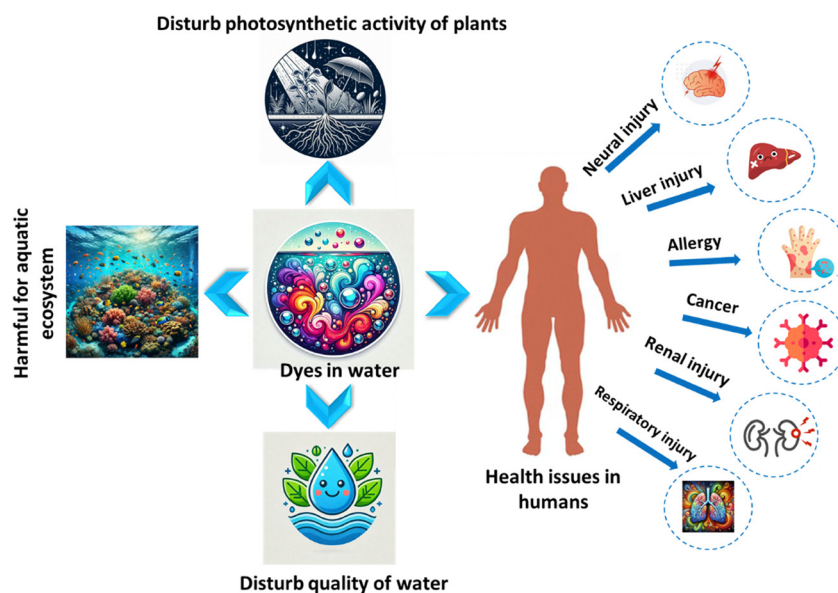 Disturb photosynthetic activity of plants
Harmful for aquatic
ecosystem
Dyes in water
Disturb quality of water
Health issues in
humans
Neural injury
Liver injury
Allergy
Cancer
Renal injury
Respiratory injury